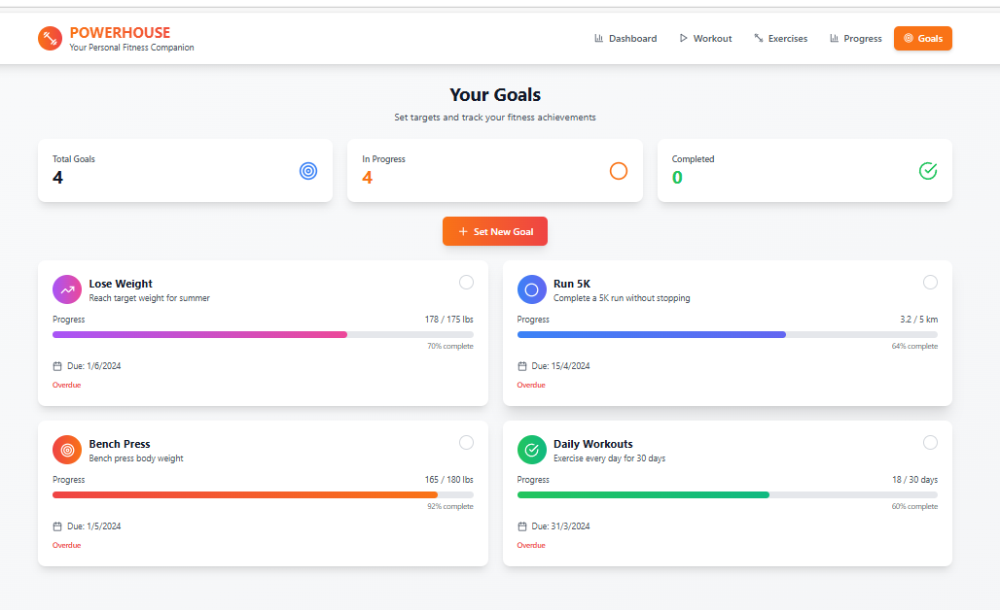 POWERHOUSE
Your Personal Fitness Companion
Dashboard
Workout
Exercises
Progress
Goals
Your Goals
Set targets and track your fitness achievements
Total Goals
4
In Progress
4
Completed
0
Set New Goal
Lose Weight
Reach target weight for summer
Progress 178 / 175 lbs
70% complete
Due: 1/6/2024
Overdue
Run 5K
Complete a 5K run without stopping
Progress 3.2 / 5 km
64% complete
Due: 15/4/2024
Overdue
Bench Press
Bench press body weight
Progress 165 / 180 lbs
92% complete
Due: 1/5/2024
Overdue
Daily Workouts
Exercise every day for 30 days
Progress 18 / 30 days
60% complete
Due: 31/3/2024
Overdue